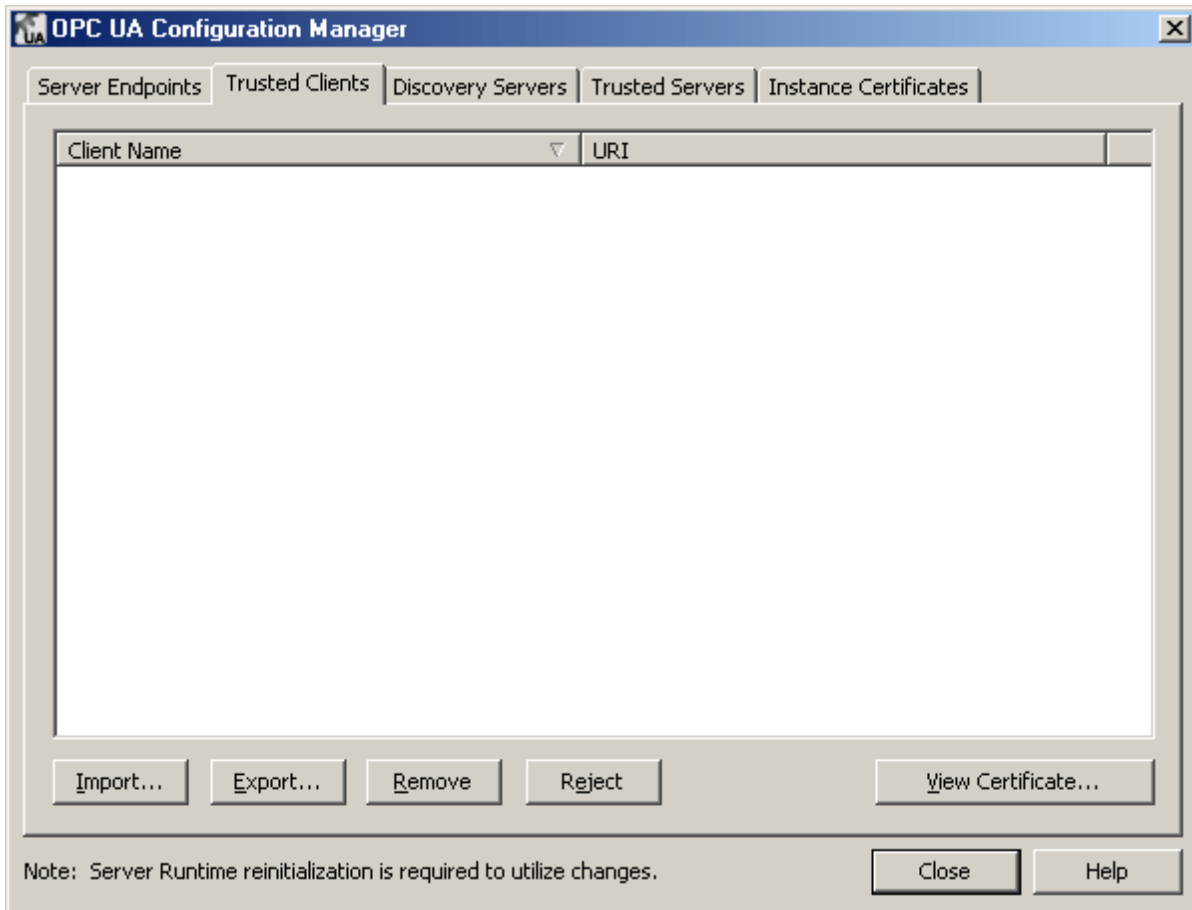 UA OPC UA Configuration Manager
Server Endpoints Trusted Clients Discovery Servers Trusted Servers Instance Certificates
Client Name URI
Import... Export... Remove Reject View Certificate...
Note: Server Runtime reinitialization is required to utilize changes. Close Help